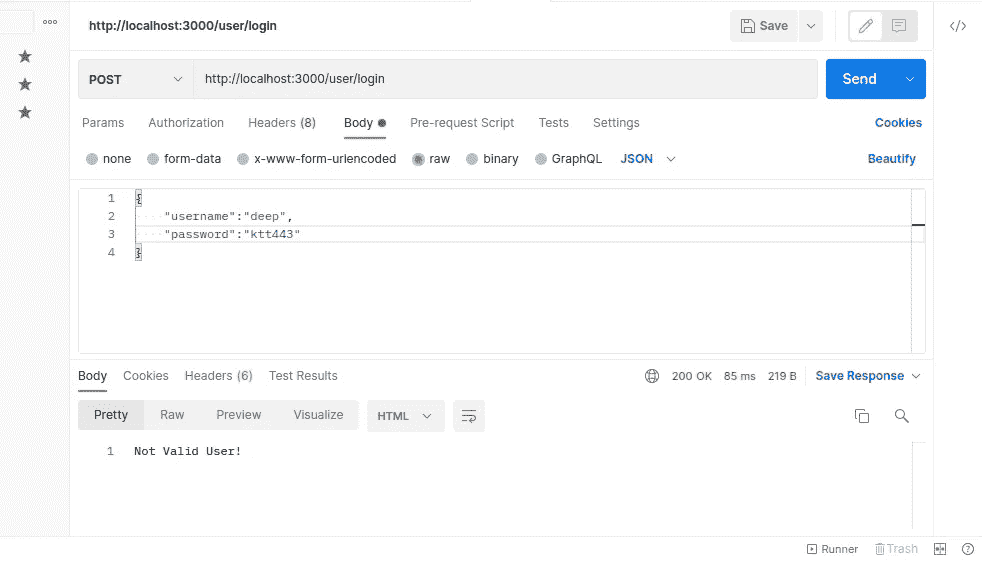 http://localhost:3000/user/login
Save
POST
http://localhost:3000/user/login
Send
Params Authorization Headers (8) Body Pre-request Script Tests Settings Cookies
none form-data x-www-form-urlencoded raw binary GraphQL JSON Beautify
1 {
2 "username":"deep",
3 "password":"ktt443"
4 }
Body Cookies Headers (6) Test Results 200 OK 85 ms 219 B Save Response
Pretty Raw Preview Visualize HTML
1 Not Valid User!
Runner Trash